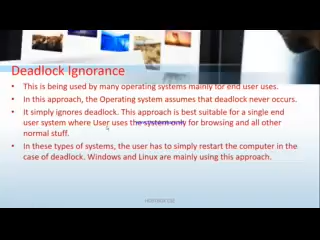 Deadlock Ignorance
• This is being used by many operating systems mainly for end user uses.
• In this approach, the Operating system assumes that deadlock never occurs.
• It simply ignores deadlock. This approach is best suitable for a single end
user system where User uses the system only for browsing and all other
normal stuff.
• In these types of systems, the user has to simply restart the computer in the
case of deadlock. Windows and Linux are mainly using this approach.